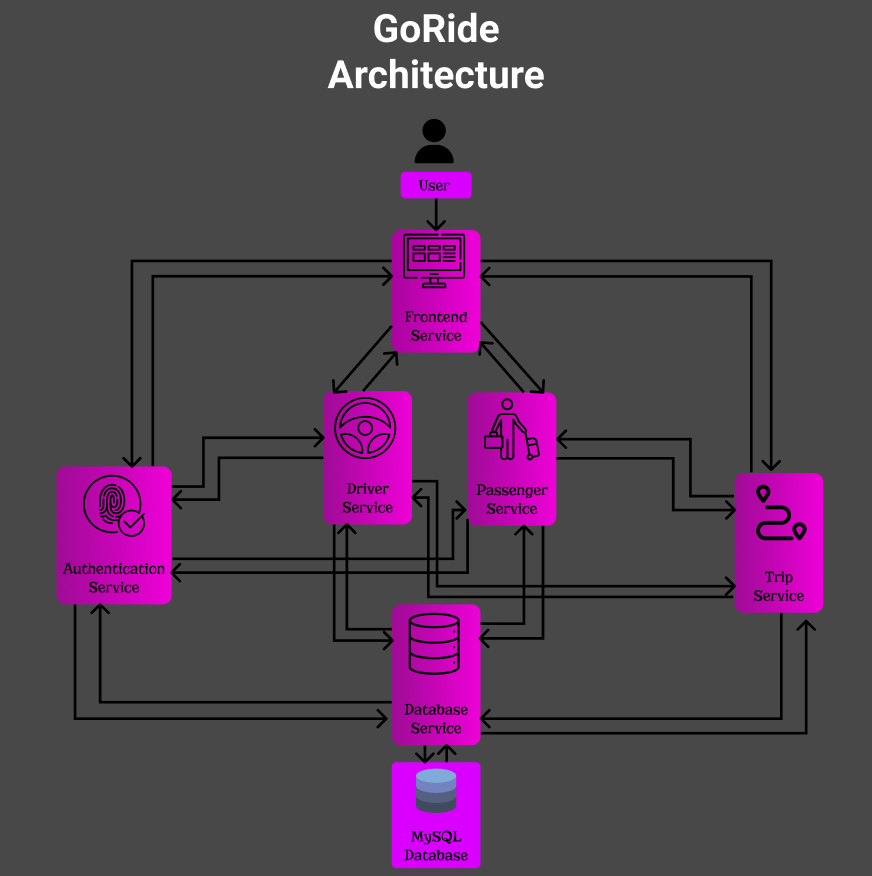 GoRide
Architecture
User
Frontend
Service
Driver
Service
Passenger
Service
Authentication
Service
Trip
Service
Database
Service
MySQL
Database